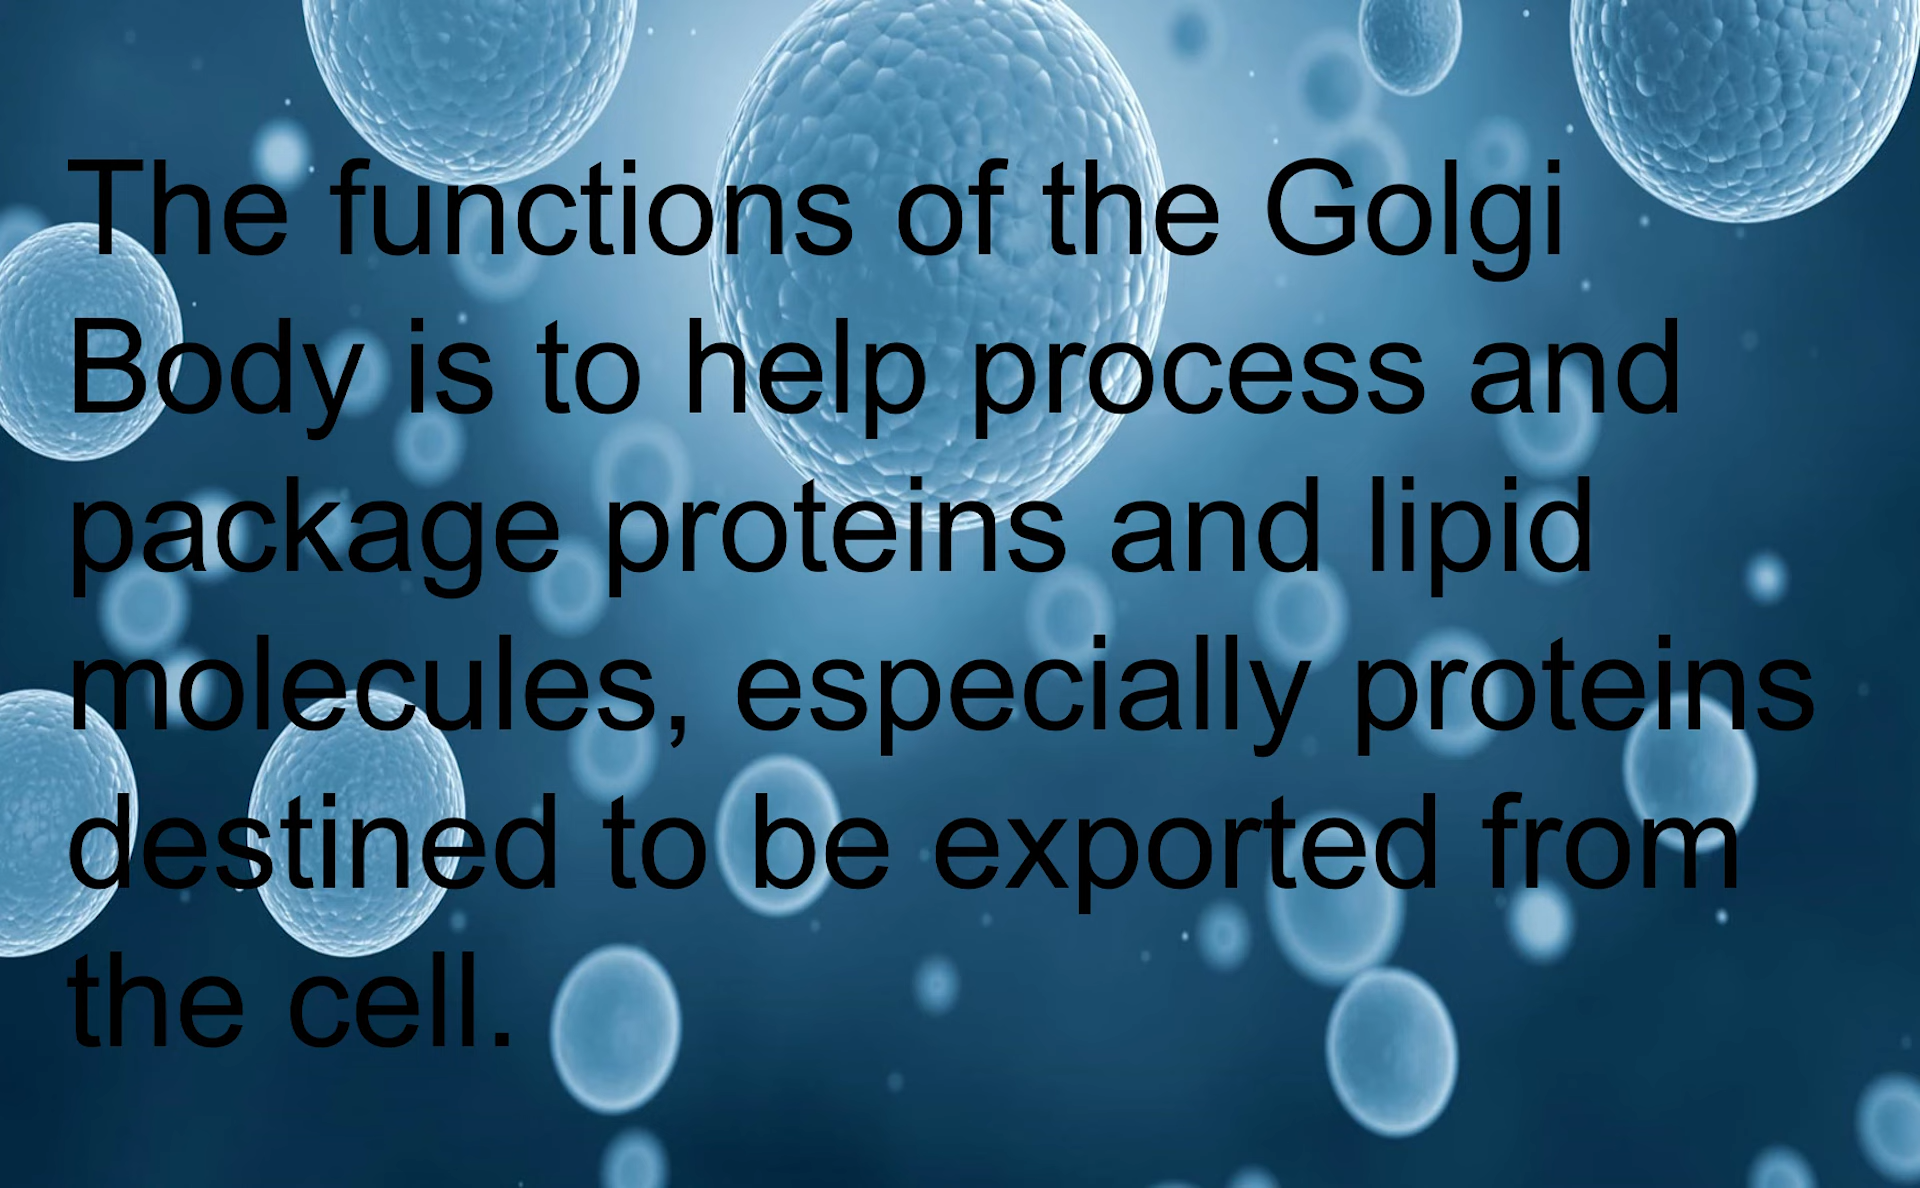 The functions of the Golgi
Body is to help process and
package proteins and lipid
molecules, especially proteins
destined to be exported from
the cell.